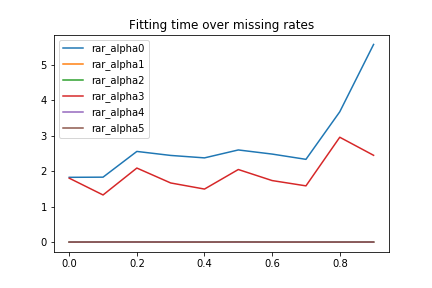 Fitting time over missing rates
rar_alpha0
rar_alpha1
rar_alpha2
rar_alpha3
rar_alpha4
rar_alpha5
5
4
3
2
1
0
0.0 0.2 0.4 0.6 0.8